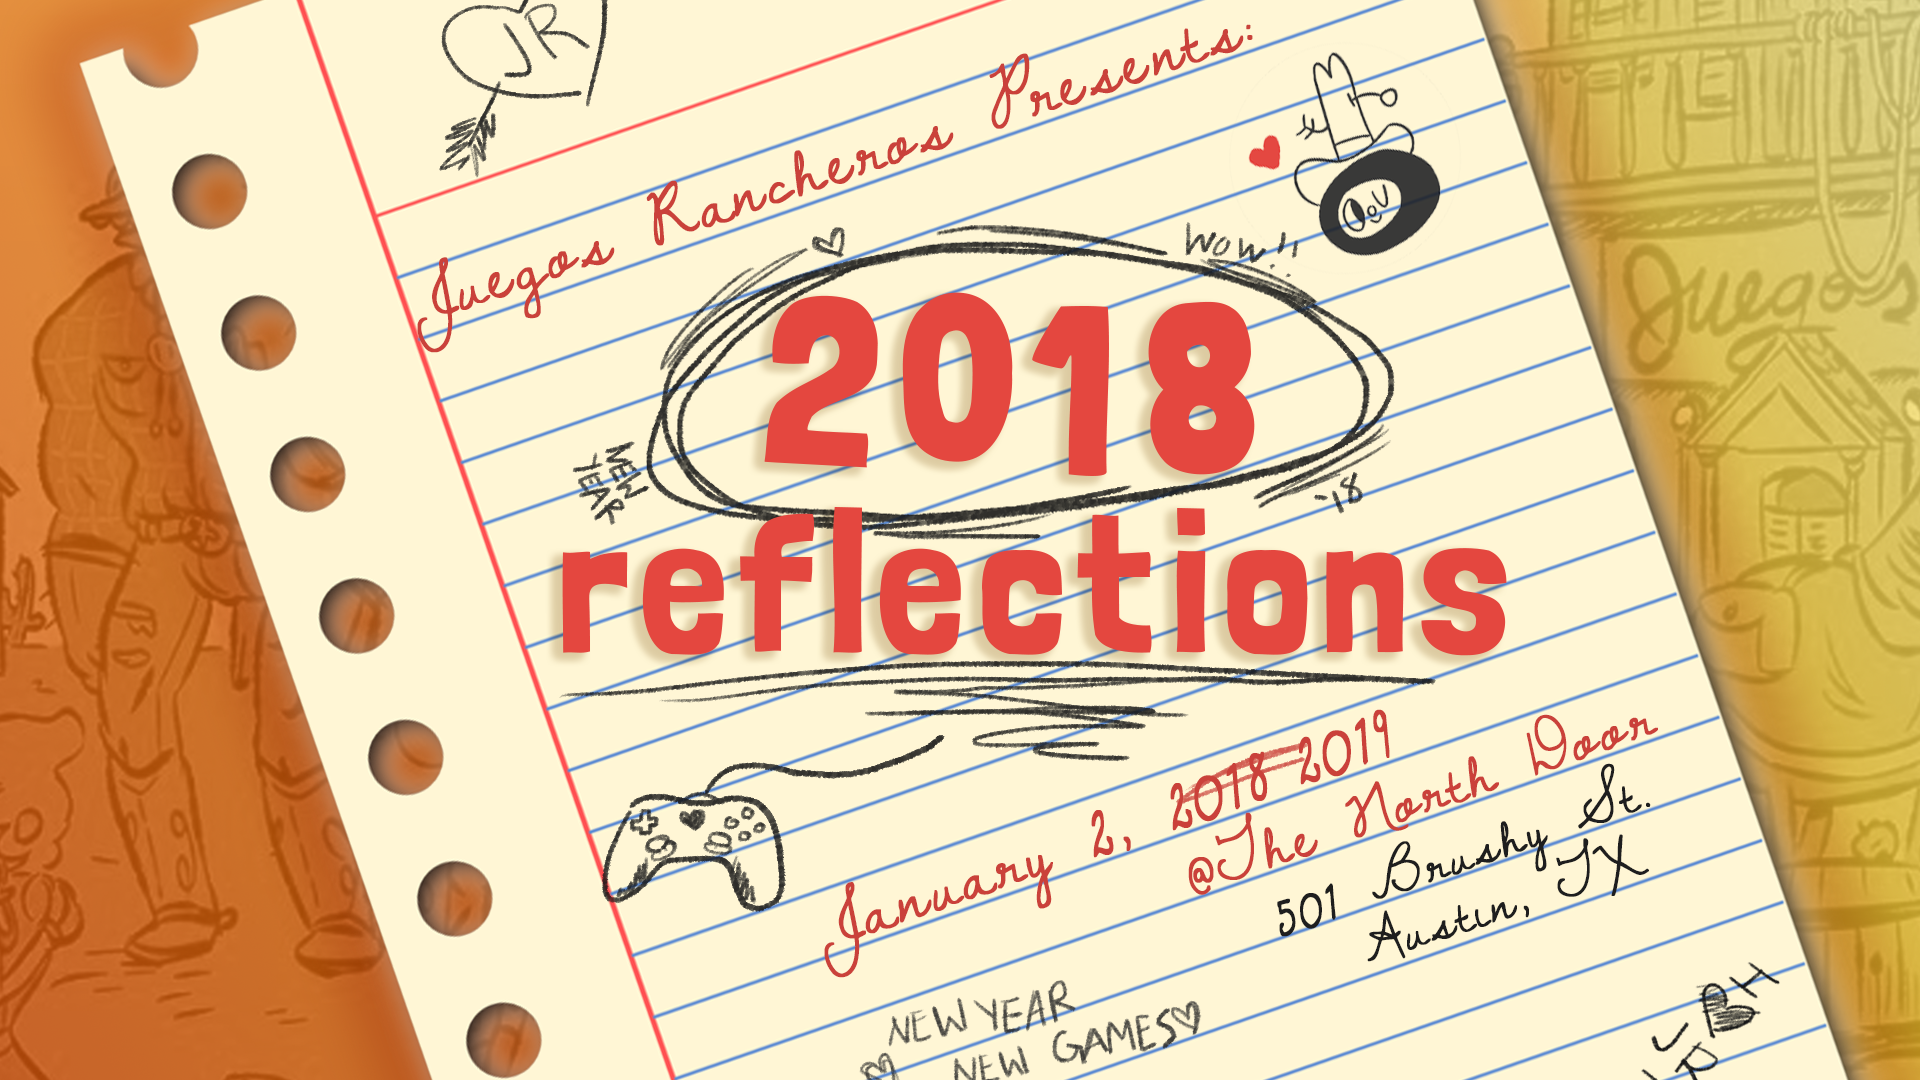 JR
Juegos Rancheros Presents:
WOW!!
Juegos
2018
NEW
YEAR
'18
reflections
January 2, 2018 2019
@The North Door
501 Brushy St.
Austin, TX
NEW YEAR
NEW GAMES